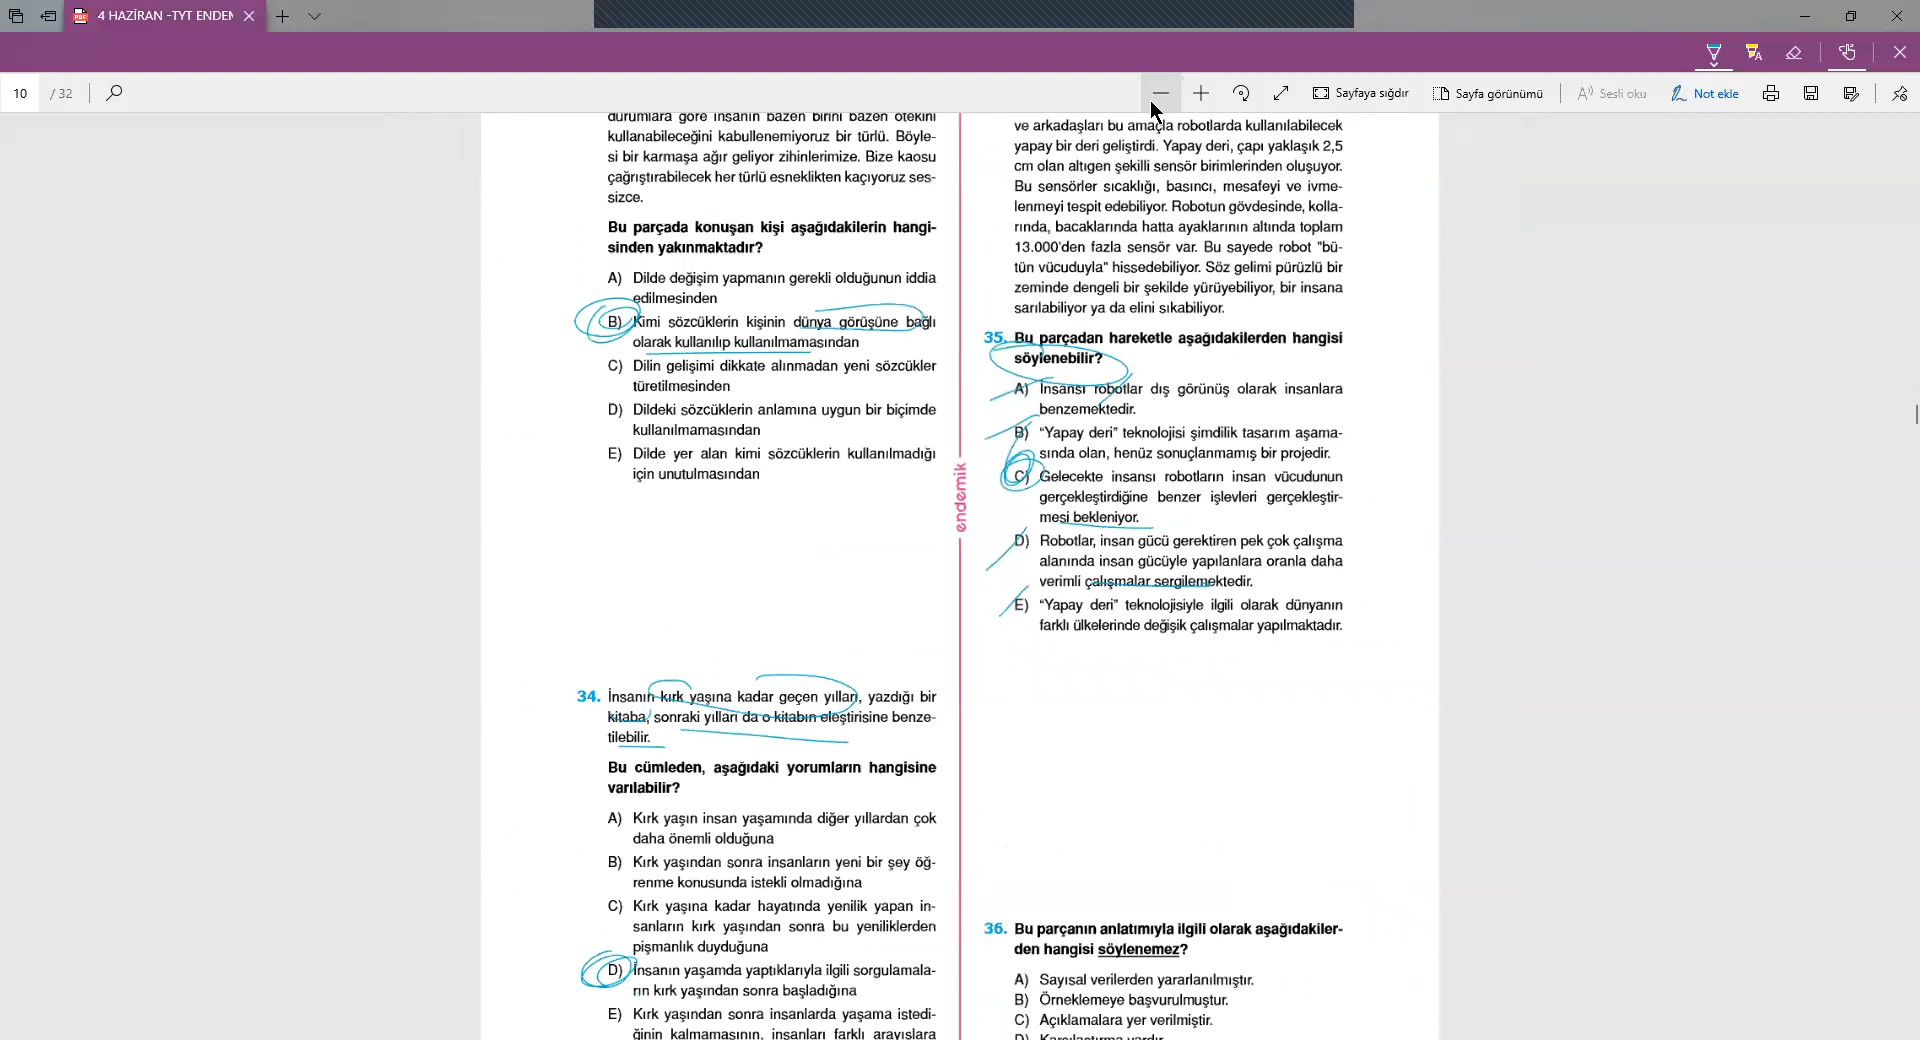 4 HAZİRAN -TYT ENDEM
10 / 32
Sayfaya sığdır
Sayfa görünümü
Sesli oku
Not ekle
durumlara göre insanın bazen birini bazen ötekini
kullanabileceğini kabullenemiyoruz bir türlü. Böyle-
si bir karmaşa ağır geliyor zihinlerimize. Bize kaosu
çağrıştırabilecek her türlü esneklikten kaçıyoruz ses-
sizce.
Bu parçada konuşan kişi aşağıdakilerin hangi-
sinden yakınmaktadır?
A) Dilde değişim yapmanın gerekli olduğunun iddia
edilmesinden
B) Kimi sözcüklerin kişinin dünya görüşüne bağlı
olarak kullanılıp kullanılmamasından
C) Dilin gelişimi dikkate alınmadan yeni sözcükler
türetilmesinden
D) Dildeki sözcüklerin anlamına uygun bir biçimde
kullanılmamasından
E) Dilde yer alan kimi sözcüklerin kullanılmadığı
için unutulmasından
34. İnsanın kırk yaşına kadar geçen yılları, yazdığı bir
kitaba, sonraki yılları da o kitabın eleştirisine benze-
tilebilir.
Bu cümleden, aşağıdaki yorumların hangisine
varılabilir?
A) Kırk yaşın insan yaşamında diğer yıllardan çok
daha önemli olduğuna
B) Kırk yaşından sonra insanların yeni bir şey öğ-
renme konusunda istekli olmadığına
C) Kırk yaşına kadar hayatında yenilik yapan in-
sanların kırk yaşından sonra bu yeniliklerden
pişmanlık duyduğuna
D) İnsanın yaşamda yaptıklarıyla ilgili sorgulamala-
rın kırk yaşından sonra başladığına
E) Kırk yaşından sonra insanlarda yaşama istedi-
ğinin kalmamasının, insanları farklı arayışlara
endemik
ve arkadaşları bu amaçla robotlarda kullanılabilecek
yapay bir deri geliştirdi. Yapay deri, çapı yaklaşık 2,5
cm olan altıgen şekilli sensör birimlerinden oluşuyor.
Bu sensörler sıcaklığı, basıncı, mesafeyi ve ivme-
lenmeyi tespit edebiliyor. Robotun gövdesinde, kolla-
rında, bacaklarında hatta ayaklarının altında toplam
13.000'den fazla sensör var. Bu sayede robot "bü-
tün vücuduyla" hissedebiliyor. Söz gelimi pürüzlü bir
zeminde dengeli bir şekilde yürüyebiliyor, bir insana
sarılabiliyor ya da elini sıkabiliyor.
35. Bu parçadan hareketle aşağıdakilerden hangisi
söylenebilir?
A) İnsansı robotlar dış görünüş olarak insanlara
benzemektedir.
B) “Yapay deri” teknolojisi şimdilik tasarım aşama-
sında olan, henüz sonuçlanmamış bir projedir.
C) Gelecekte insansı robotların insan vücudunun
gerçekleştirdiğine benzer işlevleri gerçekleştir-
mesi bekleniyor.
D) Robotlar, insan gücü gerektiren pek çok çalışma
alanında insan gücüyle yapılanlara oranla daha
verimli çalışmalar sergilemektedir.
E) “Yapay deri” teknolojisiyle ilgili olarak dünyanın
farklı ülkelerinde değişik çalışmalar yapılmaktadır.
36. Bu parçanın anlatımıyla ilgili olarak aşağıdakiler-
den hangisi söylenemez?
A) Sayısal verilerden yararlanılmıştır.
B) Örneklemeye başvurulmuştur.
C) Açıklamalara yer verilmiştir.
D) Karşılaştırma vardır.